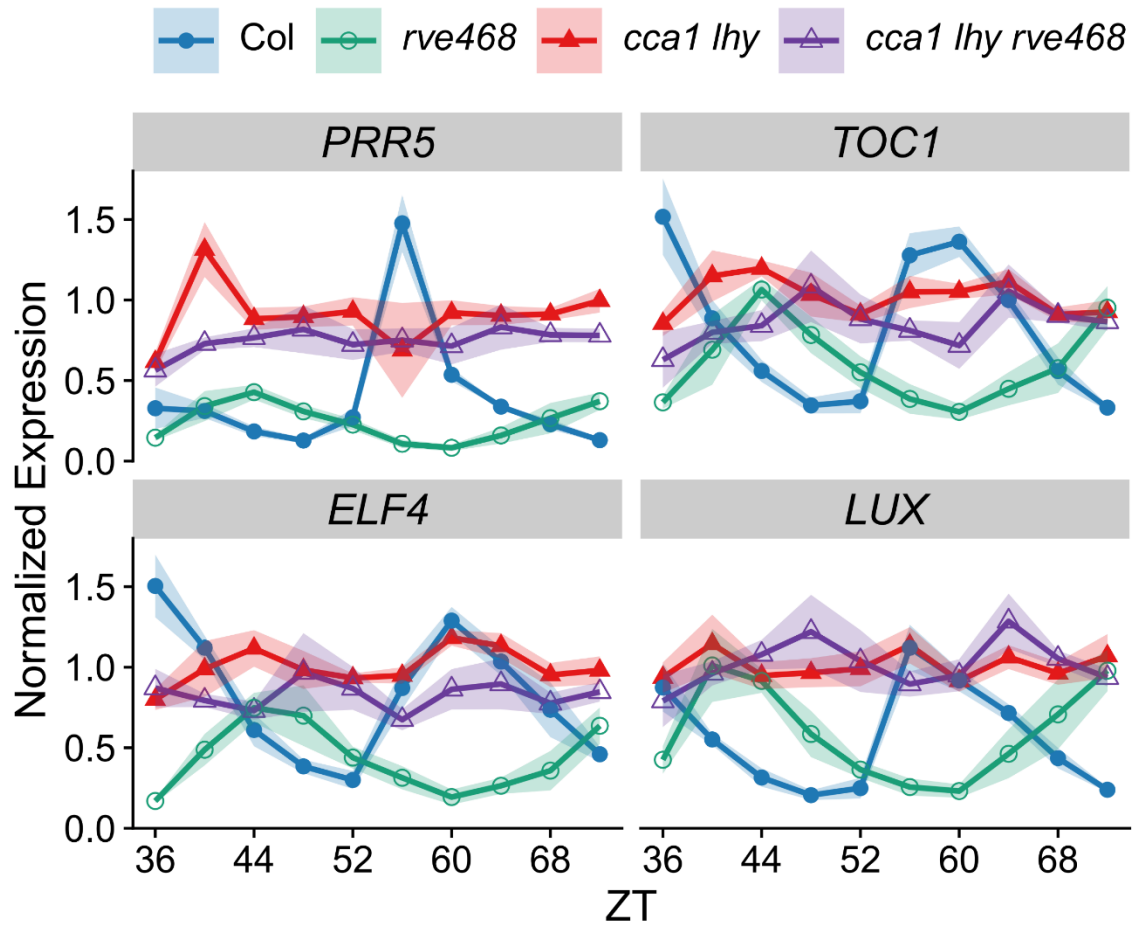 Col rve468 cca1 lhy cca1 lhy rve468
PRR5 TOC1
1.5
1.0
0.5
0.0
ELF4 LUX
1.5
1.0
0.5
0.0
Normalized Expression
36 44 52 60 68 36 44 52 60 68
ZT